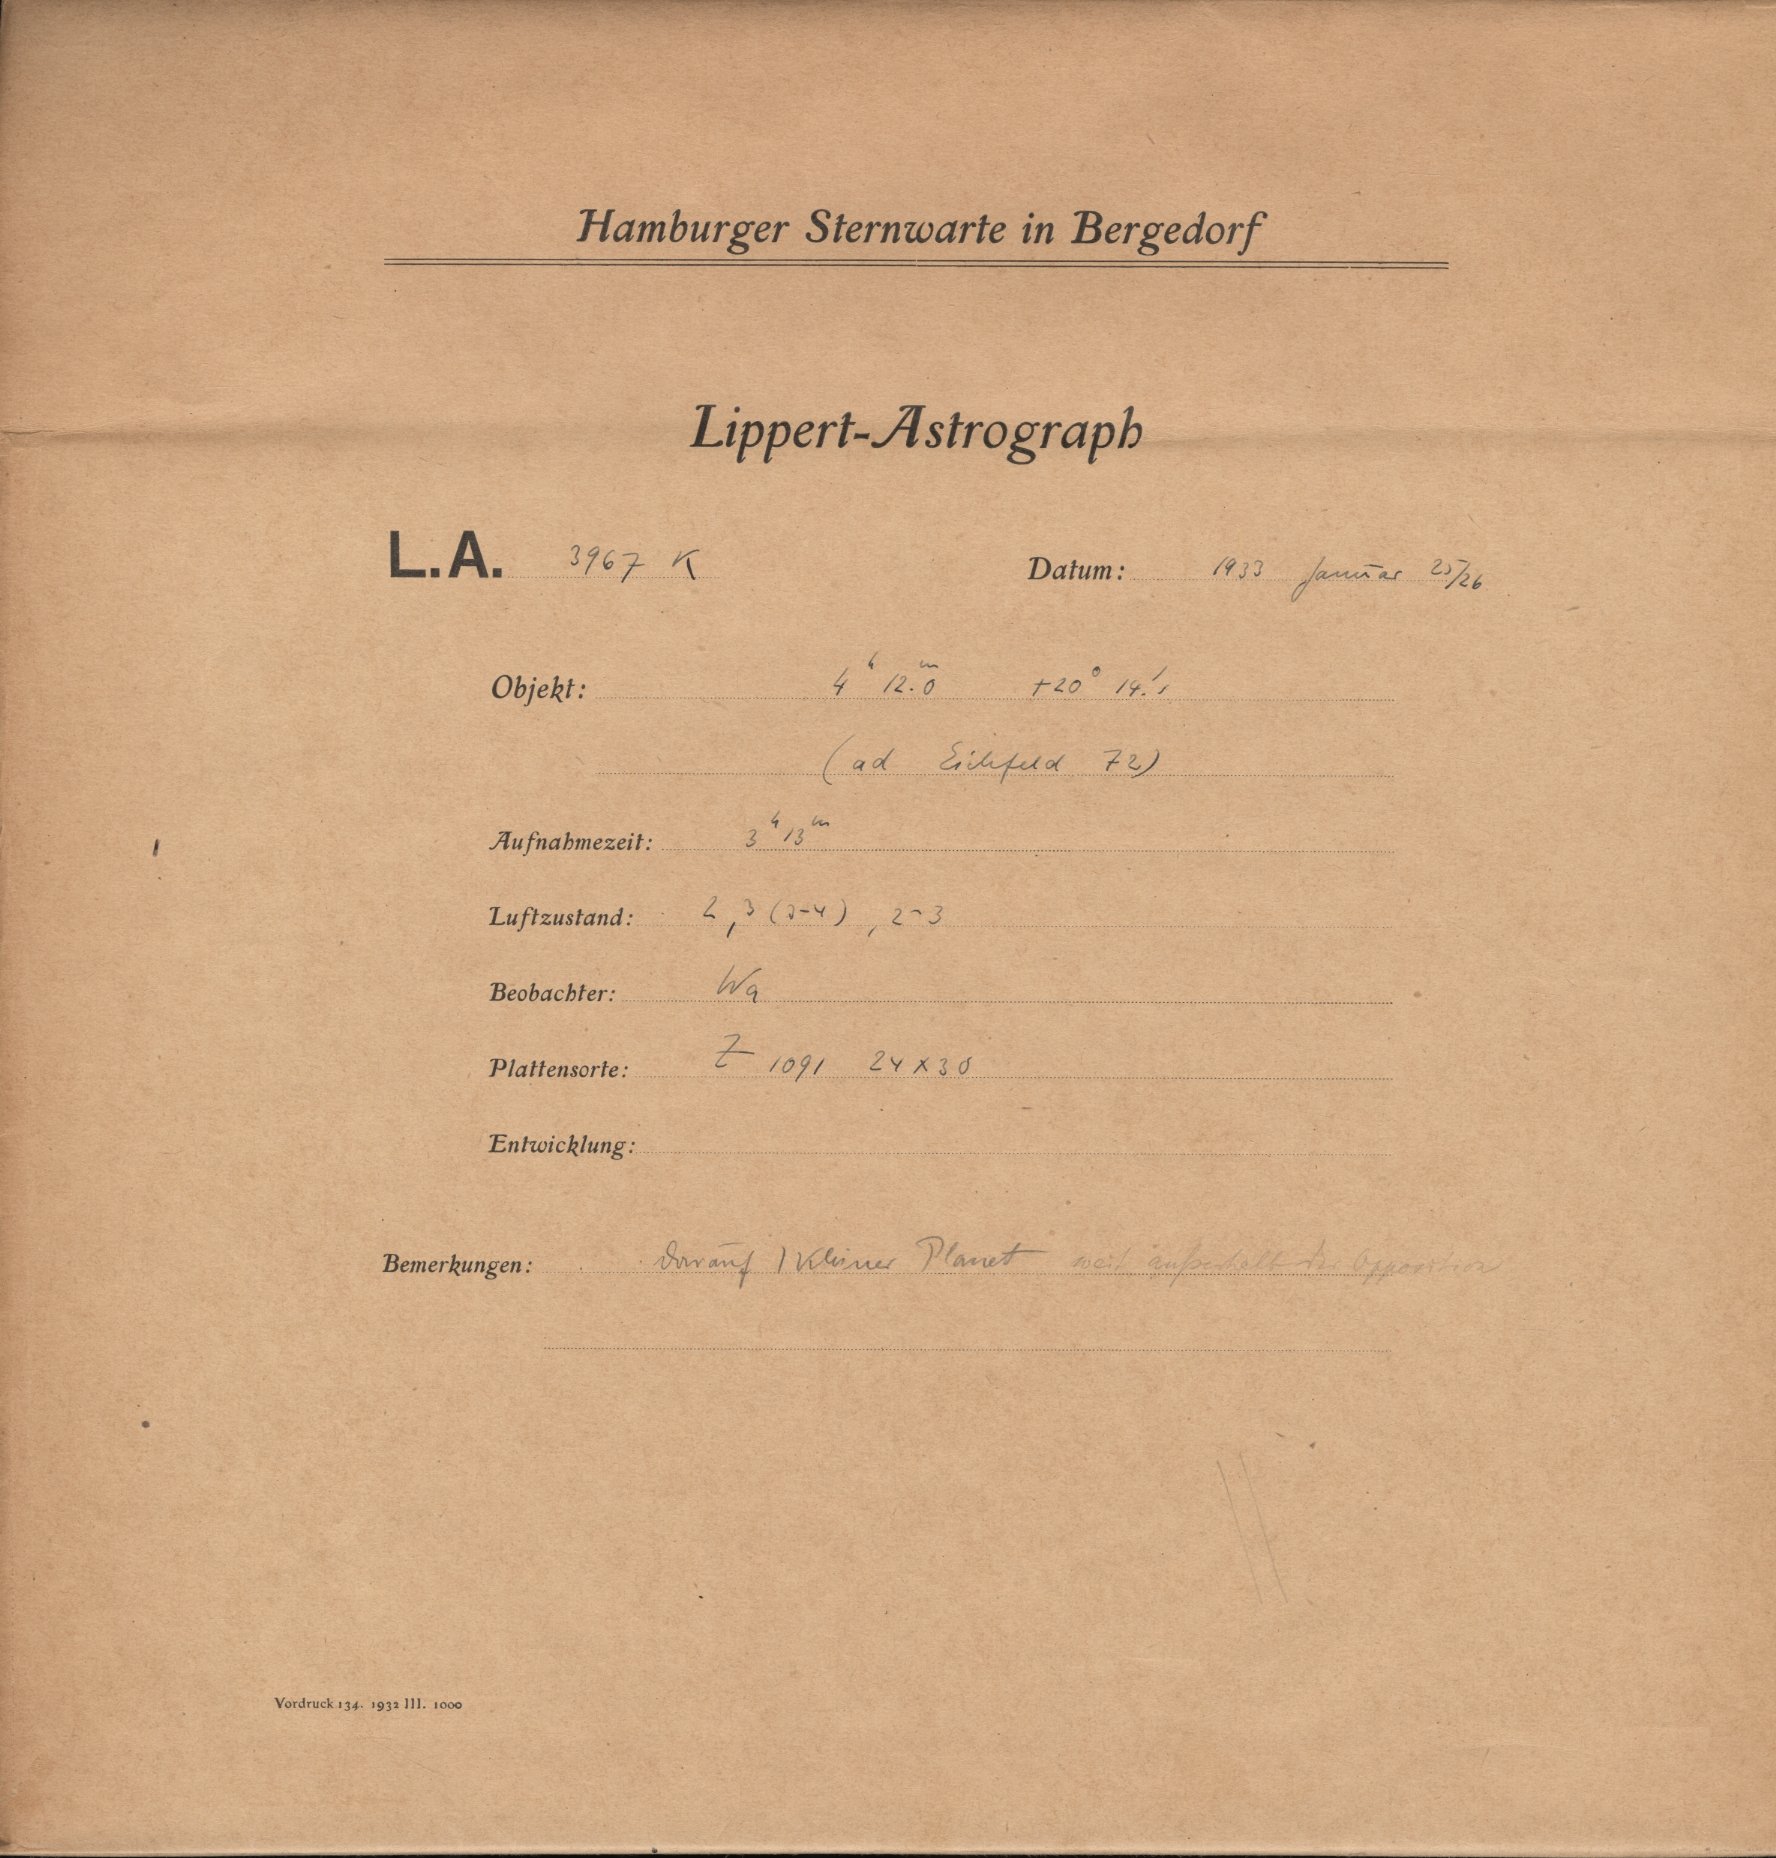 Hamburger Sternwarte in Bergedorf
Lippert-Astrograph
L.A. 3967 K Datum: 1933 Januar 25/26
Objekt: 4ʰ 12.ᵐ0 +20° 14.'1
(ad Eichfeld 72)
Aufnahmezeit: 3ʰ 13ᵐ
Luftzustand: 2, 3 (3-4), 2-3
Beobachter: Wa
Plattensorte: Z 1091 24 x 30
Entwicklung:
Bemerkungen: darauf 1 Kleiner Planet weit außerhalb der Opposition
Vordruck 134. 1932 III. 1000